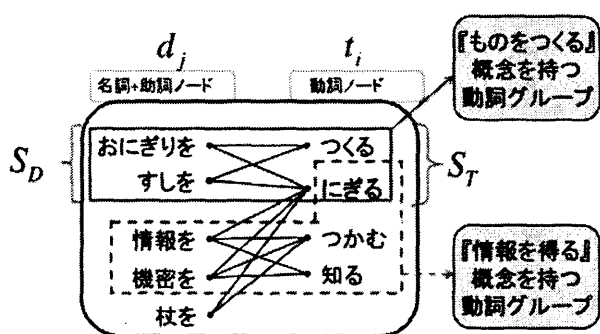 d_j
t_i
名詞+助詞ノード
動詞ノード
『ものをつくる』
概念を持つ
動詞グループ
S_D
おにぎりを
つくる
すしを
にぎる
S_T
情報を
つかむ
機密を
知る
杖を
『情報を得る』
概念を持つ
動詞グループ